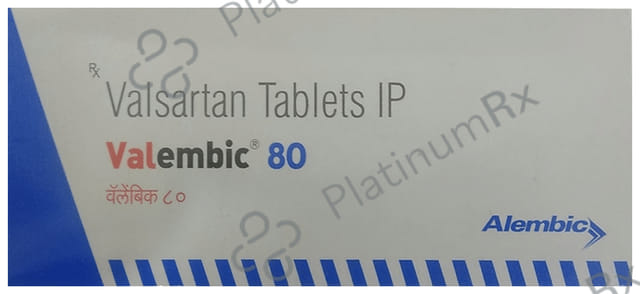 Rx
Valsartan Tablets IP
Valembic® 80
वॅलेंबिक ८०
Alembic
PlatinumRx